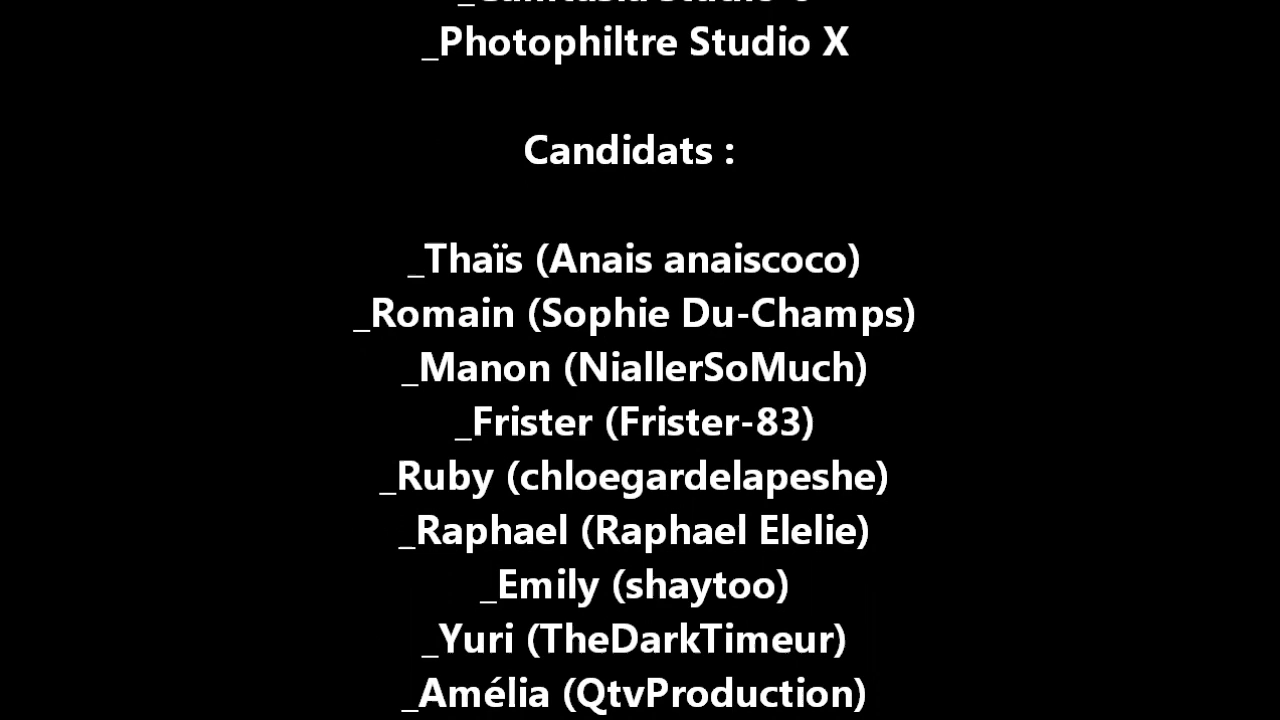 _Photophiltre Studio X
Candidats :
_Thaïs (Anais anaiscoco)
_Romain (Sophie Du-Champs)
_Manon (NiallerSoMuch)
_Frister (Frister-83)
_Ruby (chloegardelapeshe)
_Raphael (Raphael Elelie)
_Emily (shaytoo)
_Yuri (TheDarkTimeur)
_Amélia (QtvProduction)